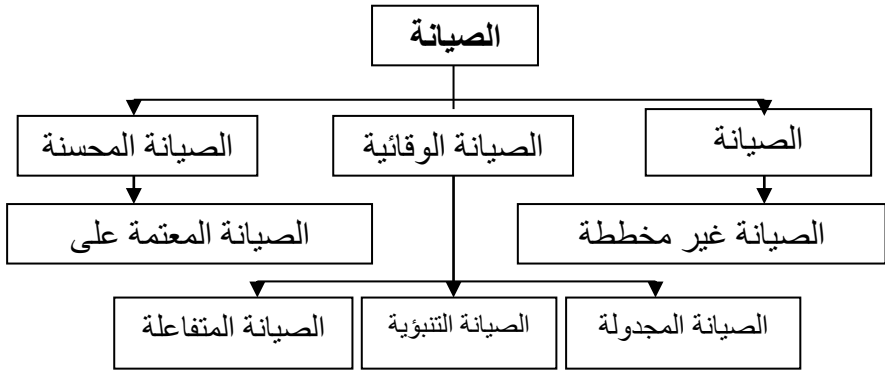 الصيانة
الصيانة
الصيانة الوقائية
الصيانة المحسنة
الصيانة غير مخططة
الصيانة المعتمة على
الصيانة المجدولة
الصيانة التنبؤية
الصيانة المتفاعلة